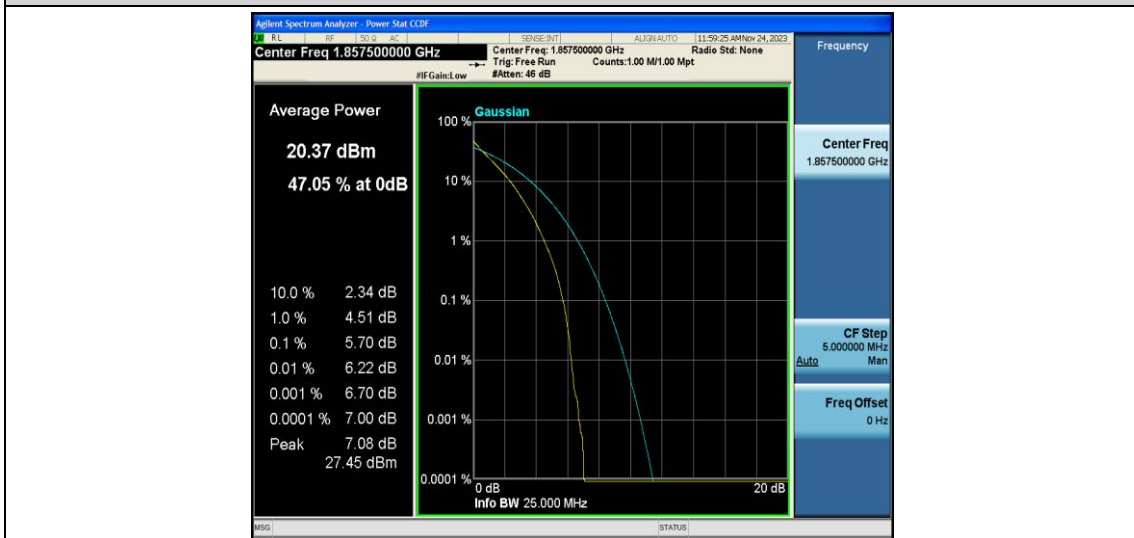 Agilent Spectrum Analyzer - Power Stat CCDF
RL RF 50 Ω AC SENSE:INT ALIGN AUTO 11:59:25 AM Nov 24, 2023
Center Freq 1.857500000 GHz
Center Freq: 1.857500000 GHz Radio Std: None
Trig: Free Run Counts:1.00 M/1.00 Mpt
#IFGain:Low #Atten: 46 dB
Frequency
Average Power
20.37 dBm
47.05 % at 0dB
10.0 % 2.34 dB
1.0 % 4.51 dB
0.1 % 5.70 dB
0.01 % 6.22 dB
0.001 % 6.70 dB
0.0001 % 7.00 dB
Peak 7.08 dB
27.45 dBm
Gaussian
100 %
10 %
1 %
0.1 %
0.01 %
0.001 %
0.0001 %
0 dB 20 dB
Info BW 25.000 MHz
Center Freq
1.857500000 GHz
CF Step
5.000000 MHz
Auto Man
Freq Offset
0 Hz
MSG STATUS